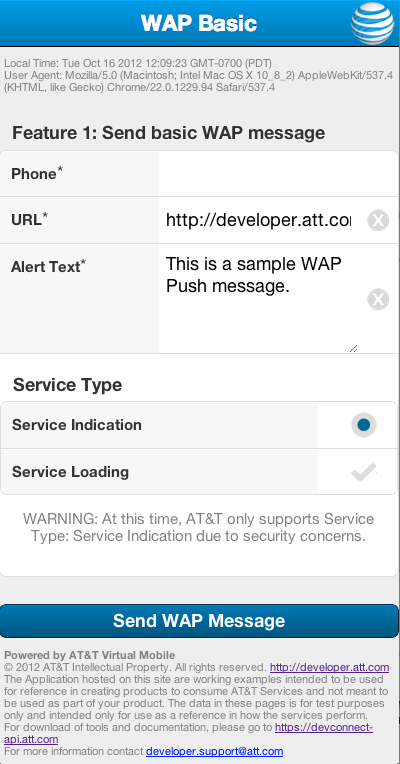 WAP Basic
Local Time: Tue Oct 16 2012 12:09:23 GMT-0700 (PDT)
User Agent: Mozilla/5.0 (Macintosh; Intel Mac OS X 10_8_2) AppleWebKit/537.4
(KHTML, like Gecko) Chrome/22.0.1229.94 Safari/537.4
Feature 1: Send basic WAP message
Phone*
URL* http://developer.att.co
Alert Text* This is a sample WAP
Push message.
Service Type
Service Indication
Service Loading
WARNING: At this time, AT&T only supports Service
Type: Service Indication due to security concerns.
Send WAP Message
Powered by AT&T Virtual Mobile
© 2012 AT&T Intellectual Property. All rights reserved. http://developer.att.com
The Application hosted on this site are working examples intended to be used
for reference in creating products to consume AT&T Services and not meant to
be used as part of your product. The data in these pages is for test purposes
only and intended only for use as a reference in how the services perform.
For download of tools and documentation, please go to https://devconnect-
api.att.com
For more information contact developer.support@att.com